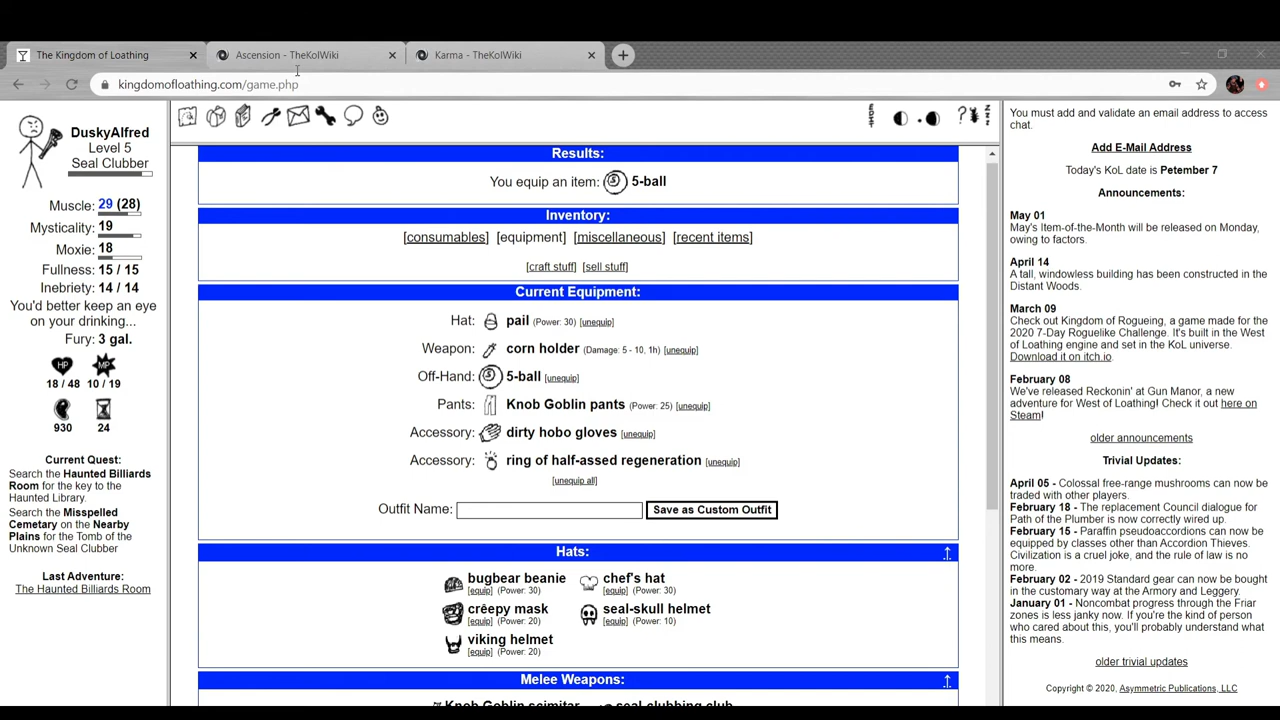 The Kingdom of Loathing
Ascension - TheKolWiki
Karma - TheKolWiki
kingdomofloathing.com/game.php
DuskyAlfred
Level 5
Seal Clubber
Muscle: 29 (28)
Mysticality: 19
Moxie: 18
Fullness: 15 / 15
Inebriety: 14 / 14
You'd better keep an eye
on your drinking...
Fury: 3 gal.
HP MP
18 / 48 10 / 19
930 24
Current Quest:
Search the Haunted Billiards
Room for the key to the
Haunted Library.
Search the Misspelled
Cemetary on the Nearby
Plains for the Tomb of the
Unknown Seal Clubber
Last Adventure:
The Haunted Billiards Room
Results:
You equip an item: 5-ball
Inventory:
[consumables] [equipment] [miscellaneous] [recent items]
[craft stuff] [sell stuff]
Current Equipment:
Hat: pail (Power: 30) [unequip]
Weapon: corn holder (Damage: 5 - 10, 1h) [unequip]
Off-Hand: 5-ball [unequip]
Pants: Knob Goblin pants (Power: 25) [unequip]
Accessory: dirty hobo gloves [unequip]
Accessory: ring of half-assed regeneration [unequip]
[unequip all]
Outfit Name: Save as Custom Outfit
Hats:
bugbear beanie chef's hat
[equip] (Power: 30) [equip] (Power: 30)
crêepy mask seal-skull helmet
[equip] (Power: 20) [equip] (Power: 10)
viking helmet
[equip] (Power: 20)
Melee Weapons:
Knob Goblin scimitar seal-clubbing club
You must add and validate an email address to access
chat.
Add E-Mail Address
Today's KoL date is Petember 7
Announcements:
May 01
May's Item-of-the-Month will be released on Monday,
owing to factors.
April 14
A tall, windowless building has been constructed in the
Distant Woods.
March 09
Check out Kingdom of Rogueing, a game made for the
2020 7-Day Roguelike Challenge. It's built in the West
of Loathing engine and set in the KoL universe.
Download it on itch.io.
February 08
We've released Reckonin' at Gun Manor, a new
adventure for West of Loathing! Check it out here on
Steam!
older announcements
Trivial Updates:
April 05 - Colossal free-range mushrooms can now be
traded with other players.
February 18 - The replacement Council dialogue for
Path of the Plumber is now correctly wired up.
February 15 - Paraffin pseudoaccordions can now be
equipped by classes other than Accordion Thieves.
Civilization is a cruel joke, and the rule of law is no
more.
February 02 - 2019 Standard gear can now be bought
in the customary way at the Armory and Leggery.
January 01 - Noncombat progress through the Friar
zones is less janky now. If you're the kind of person
who cared about this, you'll probably understand what
this means.
older trivial updates
Copyright © 2020, Asymmetric Publications, LLC